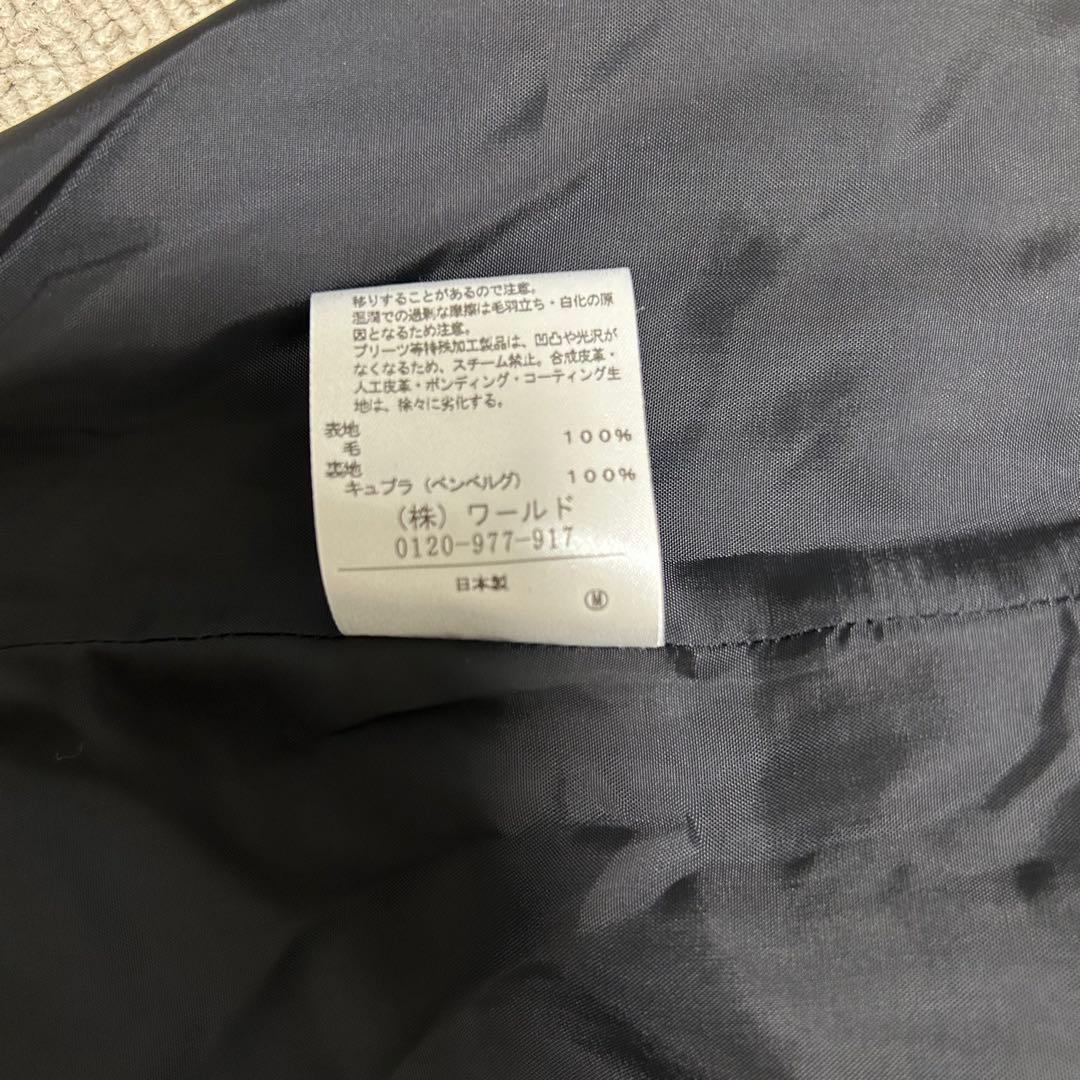 移りすることがあるので注意。
湿潤での過剰な摩擦は毛羽立ち・白化の原
因となるため注意。
プリーツ等特殊加工製品は、凹凸や光沢が
なくなるため、スチーム禁止。合成皮革・
人工皮革・ボンディング・コーティング生
地は、徐々に劣化する。
表地
毛 100%
裏地
キュプラ（ベンベルグ） 100%
（株）ワールド
0120-977-917
日本製
Ⓜ